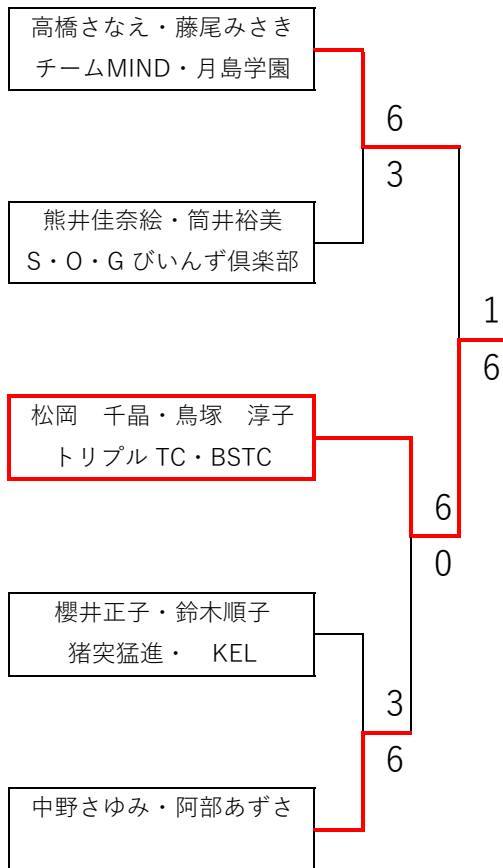 高橋さなえ・藤尾みさき
チームMIND・月島学園
6
3
熊井佳奈絵・筒井裕美
S・O・G びいんず倶楽部
1
6
松岡　千晶・鳥塚　淳子
トリプル TC・BSTC
6
0
櫻井正子・鈴木順子
猪突猛進・　KEL
3
6
中野さゆみ・阿部あずさ